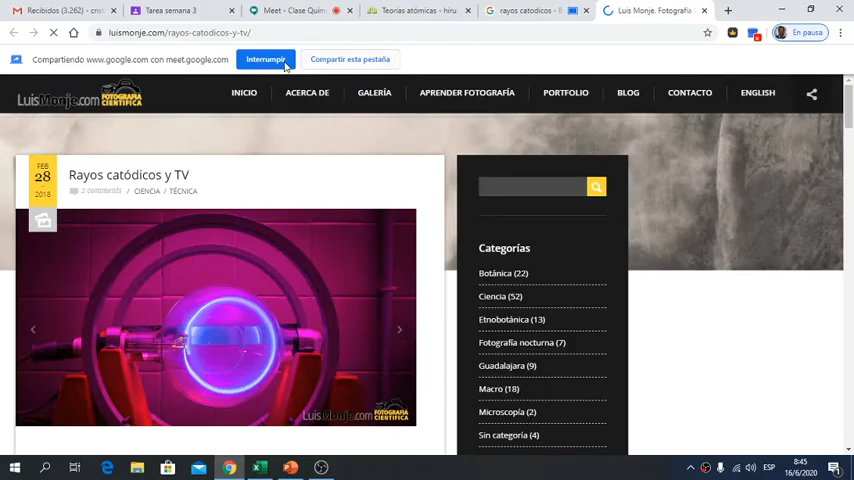 Recibidos (3.262) - crist
Tarea semana 3
Meet - Clase Quím
Teorías atómicas - hiru
rayos catodicos - B
Luis Monje. Fotografía
luismonje.com/rayos-catodicos-y-tv/
En pausa
Compartiendo www.google.com con meet.google.com
Interrumpir
Compartir esta pestaña
LuisMonje.com FOTOGRAFÍA CIENTÍFICA
INICIO
ACERCA DE
GALERÍA
APRENDER FOTOGRAFÍA
PORTFOLIO
BLOG
CONTACTO
ENGLISH
FEB
28
2018
Rayos catódicos y TV
2 comments / CIENCIA / TÉCNICA
LuisMonje.com FOTOGRAFÍA CIENTÍFICA
Categorías
Botánica (22)
Ciencia (52)
Etnobotánica (13)
Fotografía nocturna (7)
Guadalajara (9)
Macro (18)
Microscopía (2)
Sin categoría (4)
ESP
8:45
16/6/2020